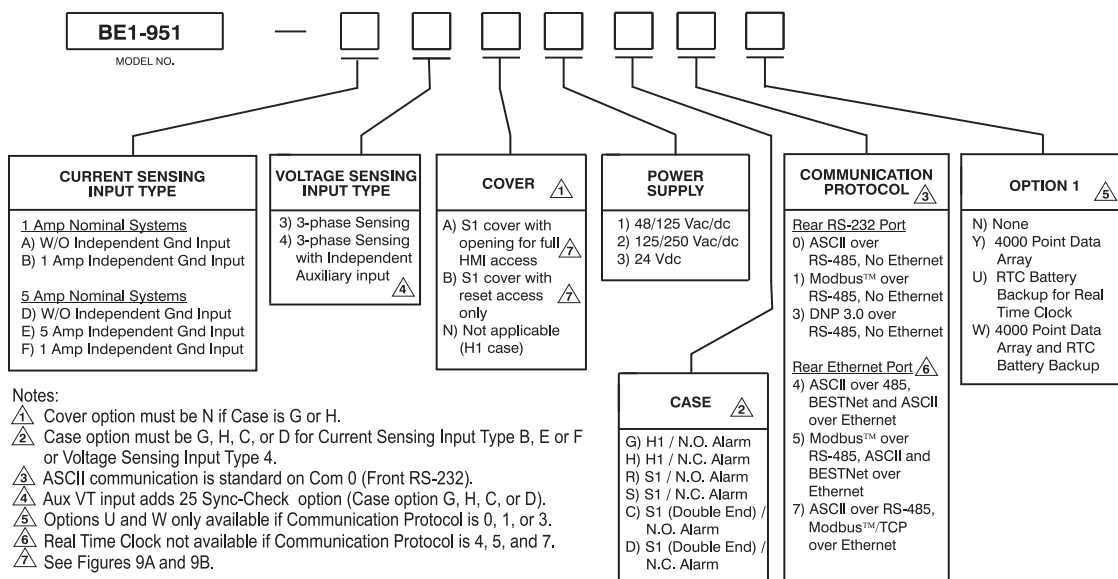 BE1-951
MODEL NO.
CURRENT SENSING
INPUT TYPE
1 Amp Nominal Systems
A) W/O Independent Gnd Input
B) 1 Amp Independent Gnd Input
5 Amp Nominal Systems
D) W/O Independent Gnd Input
E) 5 Amp Independent Gnd Input
F) 1 Amp Independent Gnd Input
VOLTAGE SENSING
INPUT TYPE
3) 3-phase Sensing
4) 3-phase Sensing
with Independent
Auxiliary input
4
COVER 1
A) S1 cover with
opening for full
HMI access 7
B) S1 cover with
reset access 7
only
N) Not applicable
(H1 case)
POWER
SUPPLY
1) 48/125 Vac/dc
2) 125/250 Vac/dc
3) 24 Vdc
CASE 2
G) H1 / N.O. Alarm
H) H1 / N.C. Alarm
R) S1 / N.O. Alarm
S) S1 / N.C. Alarm
C) S1 (Double End) /
N.O. Alarm
D) S1 (Double End) /
N.C. Alarm
COMMUNICATION
PROTOCOL 3
Rear RS-232 Port
0) ASCII over
RS-485, No Ethernet
1) Modbus™ over
RS-485, No Ethernet
3) DNP 3.0 over
RS-485, No Ethernet
Rear Ethernet Port 6
4) ASCII over 485,
BESTNet and ASCII
over Ethernet
5) Modbus™ over
RS-485, ASCII and
BESTNet over
Ethernet
7) ASCII over RS-485,
Modbus™/TCP
over Ethernet
OPTION 1 5
N) None
Y) 4000 Point Data
Array
U) RTC Battery
Backup for Real
Time Clock
W) 4000 Point Data
Array and RTC
Battery Backup
Notes:
1 Cover option must be N if Case is G or H.
2 Case option must be G, H, C, or D for Current Sensing Input Type B, E or F
or Voltage Sensing Input Type 4.
3 ASCII communication is standard on Com 0 (Front RS-232).
4 Aux VT input adds 25 Sync-Check option (Case option G, H, C, or D).
5 Options U and W only available if Communication Protocol is 0, 1, or 3.
6 Real Time Clock not available if Communication Protocol is 4, 5, and 7.
7 See Figures 9A and 9B.